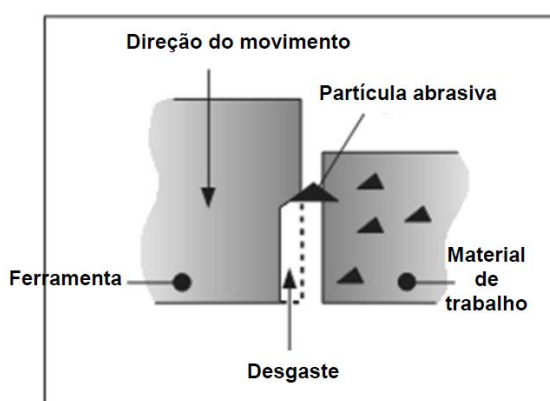 Direção do movimento
Partícula abrasiva
Ferramenta
Material
de
trabalho
Desgaste